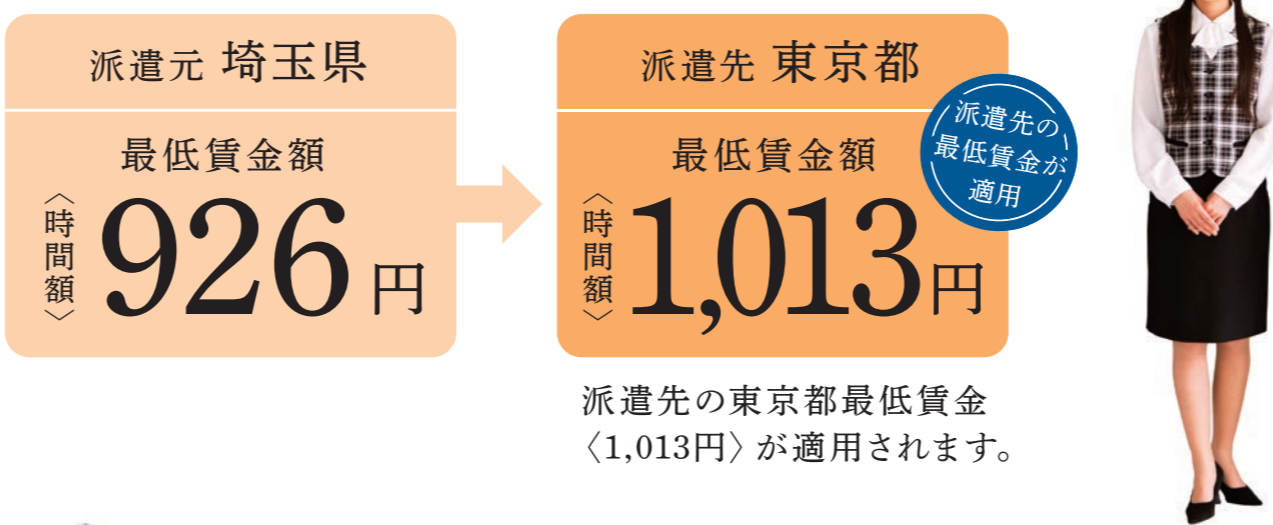 派遣元 埼玉県
最低賃金額
〈時間額〉
926円
派遣先 東京都
最低賃金額
〈時間額〉
1,013円
派遣先の
最低賃金が
適用
派遣先の東京都最低賃金
〈1,013円〉が適用されます。